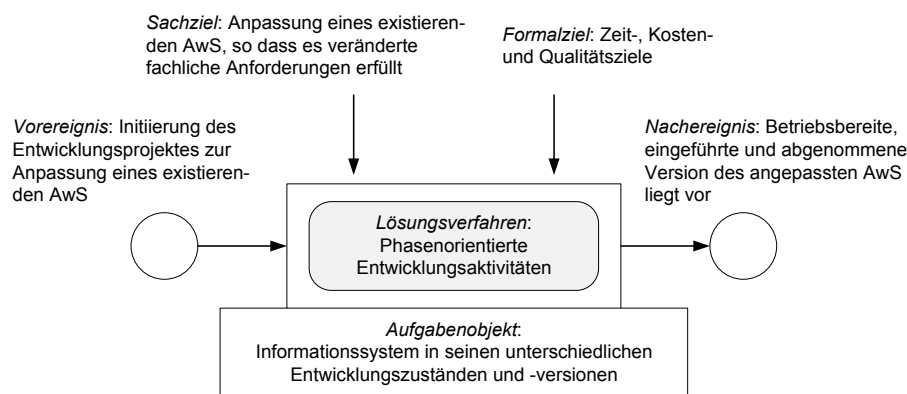 Sachziel: Anpassung eines existieren-
den AwS, so dass es veränderte
fachliche Anforderungen erfüllt
Formalziel: Zeit-, Kosten-
und Qualitätsziele
Vorereignis: Initiierung des
Entwicklungsprojektes zur
Anpassung eines existieren-
den AwS
Nachereignis: Betriebsbereite,
eingeführte und abgenommene
Version des angepassten AwS
liegt vor
Lösungsverfahren:
Phasenorientierte
Entwicklungsaktivitäten
Aufgabenobjekt:
Informationssystem in seinen unterschiedlichen
Entwicklungszuständen und -versionen